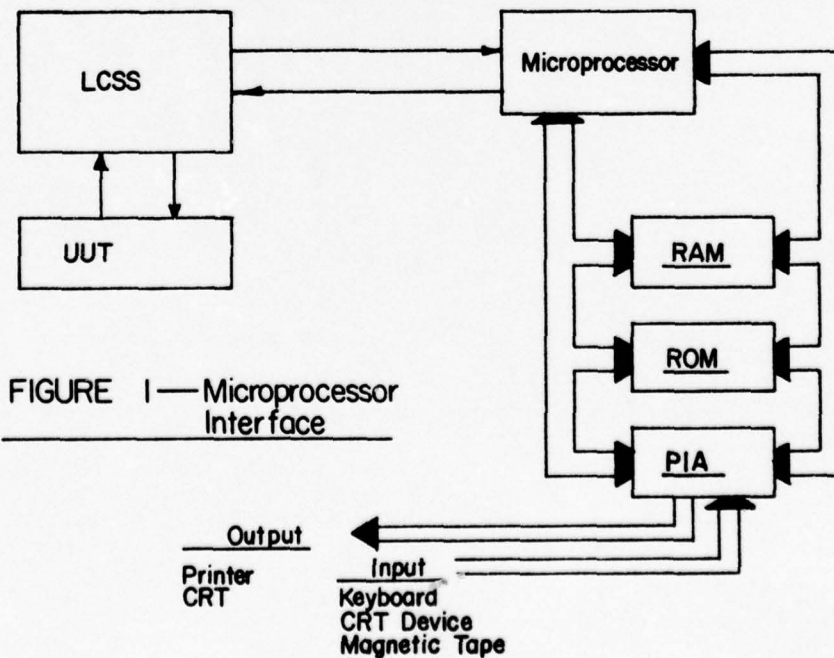 LCSS
Microprocessor
UUT
RAM
ROM
PIA
FIGURE 1 — Microprocessor
Interface
Output
Printer
CRT
Input
Keyboard
CRT Device
Magnetic Tape